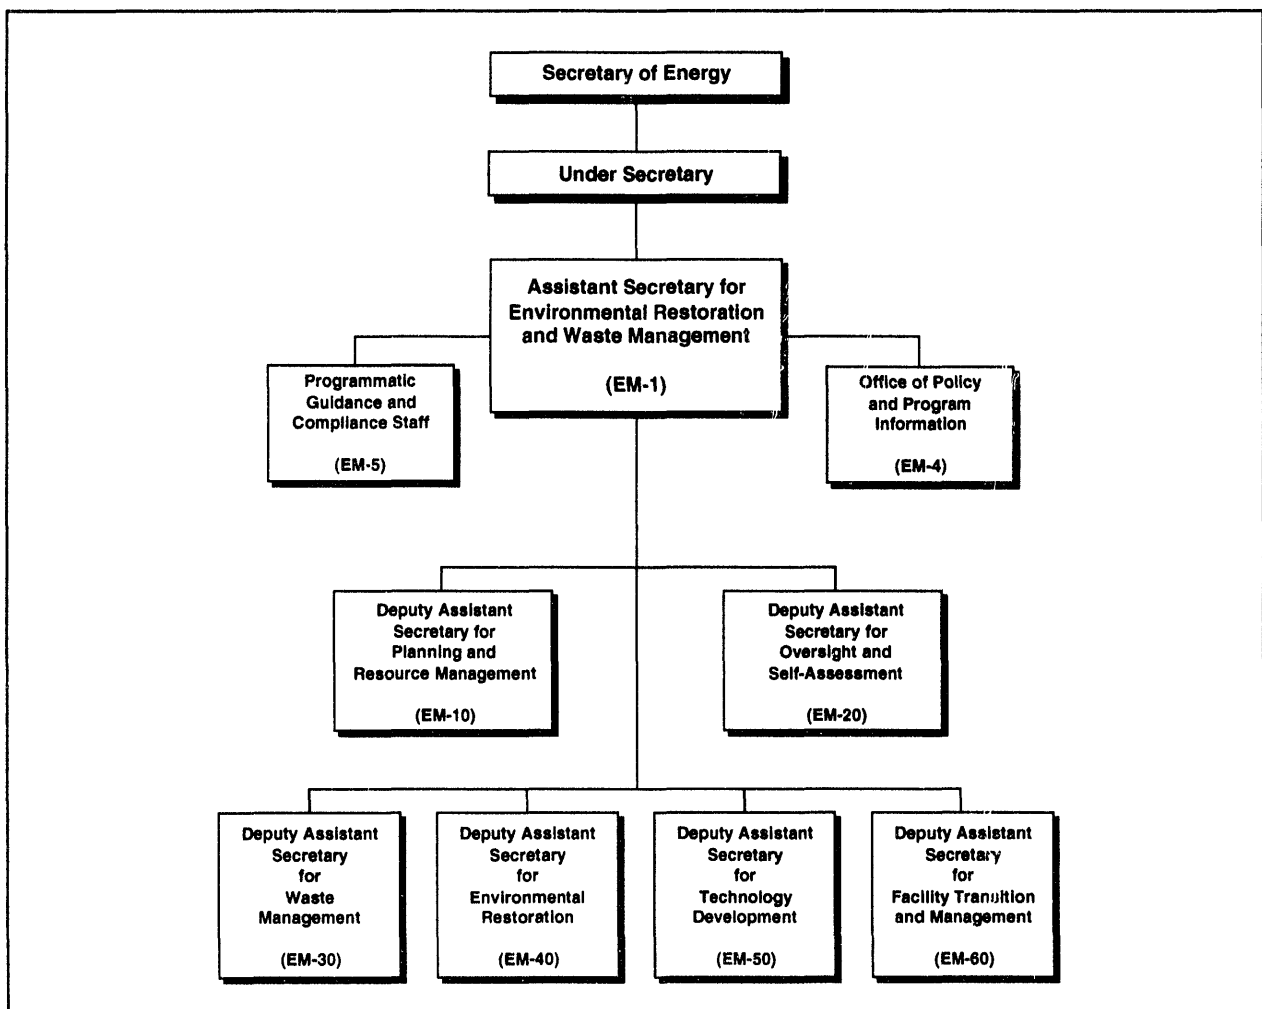 Secretary of Energy
Under Secretary
Assistant Secretary for
Environmental Restoration
and Waste Management
(EM-1)
Programmatic
Guidance and
Compliance Staff
(EM-5)
Office of Policy
and Program
Information
(EM-4)
Deputy Assistant
Secretary for
Planning and
Resource Management
(EM-10)
Deputy Assistant
Secretary for
Oversight and
Self-Assessment
(EM-20)
Deputy Assistant
Secretary
for
Waste
Management
(EM-30)
Deputy Assistant
Secretary
for
Environmental
Restoration
(EM-40)
Deputy Assistant
Secretary
for
Technology
Development
(EM-50)
Deputy Assistant
Secretary
for
Facility Transition
and Management
(EM-60)